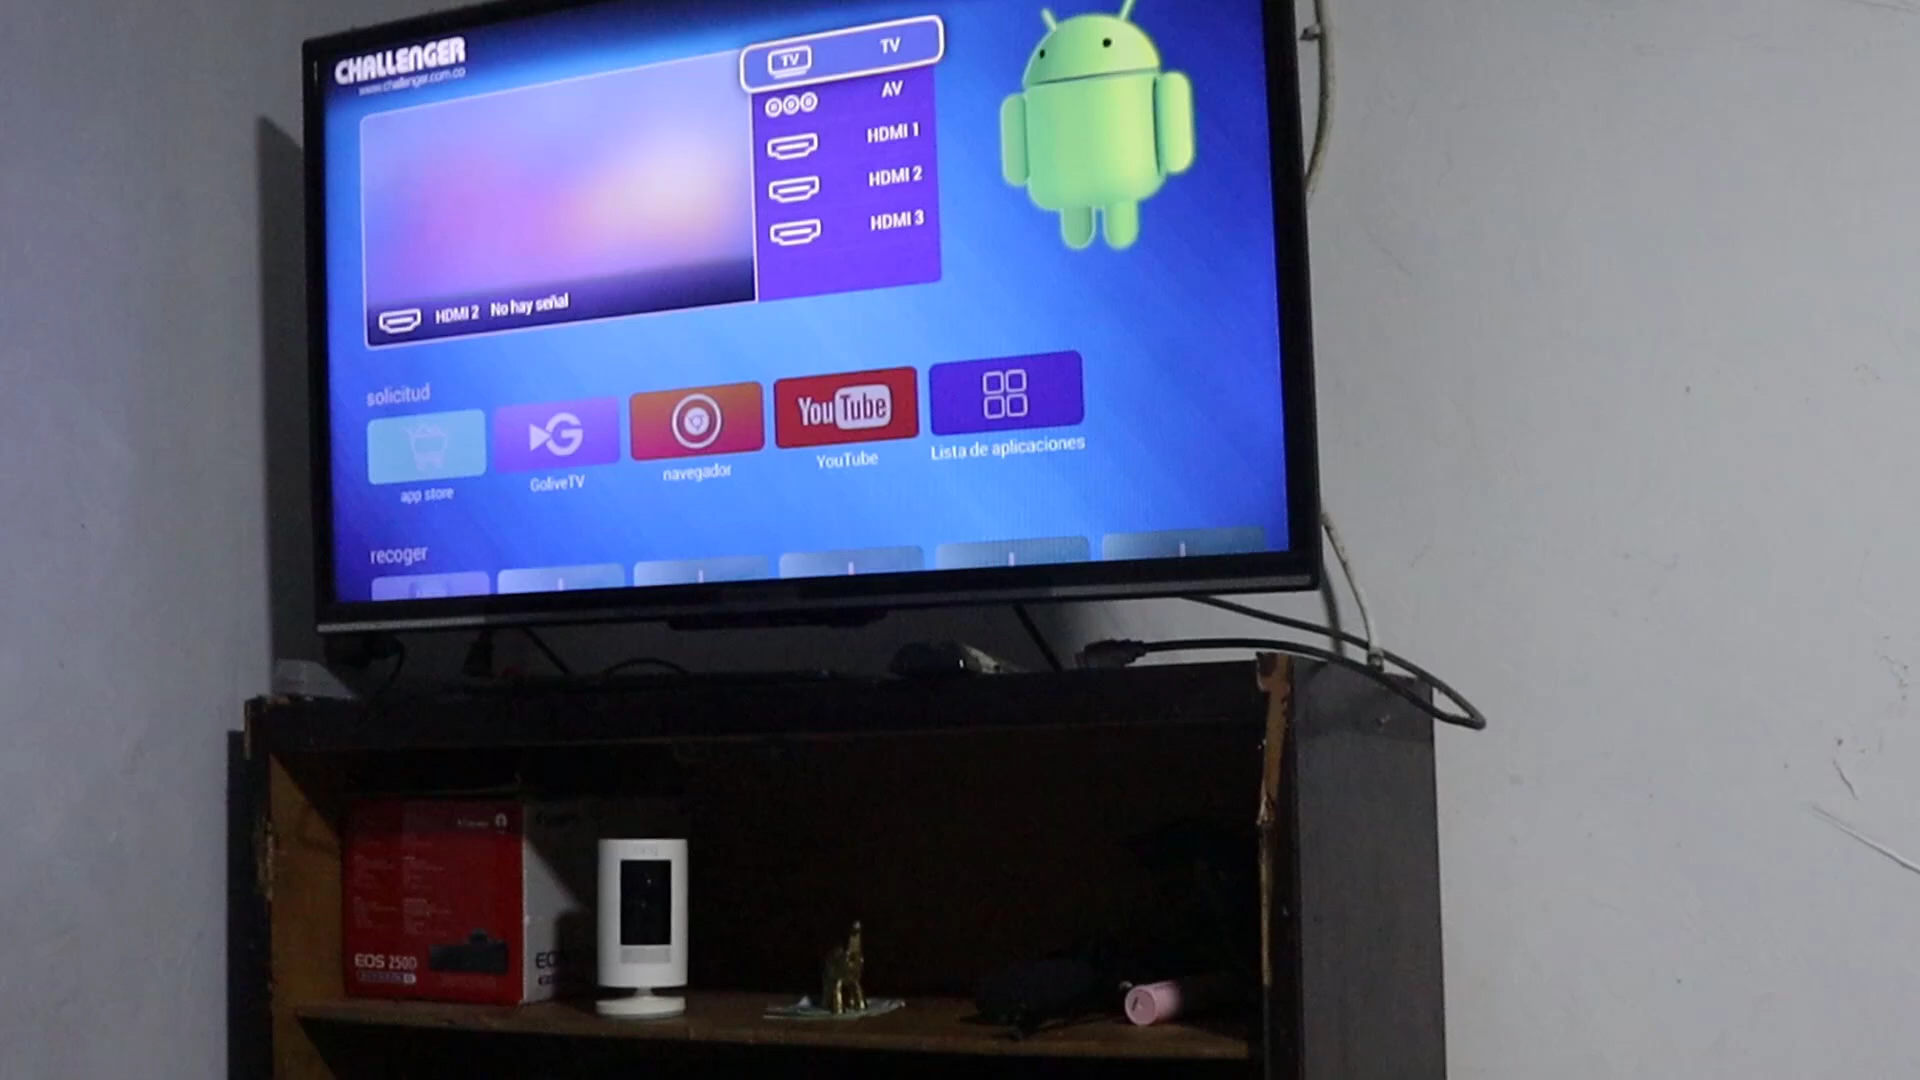 CHALLENGER
www.challenger.com.co
TV TV
AV
HDMI 1
HDMI 2
HDMI 3
HDMI 2 No hay señal
solicitud
YouTube
app store
GoliveTV
navegador
YouTube
Lista de aplicaciones
recoger
EOS 250D
EO